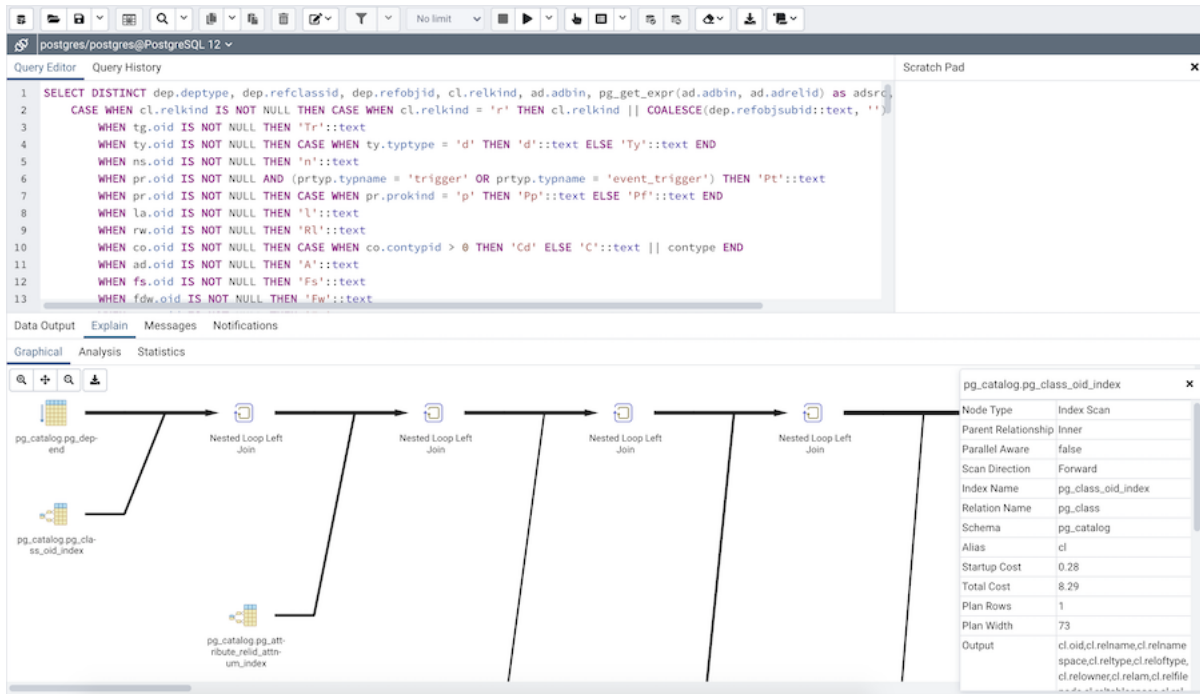 No limit
postgres/postgres@PostgreSQL 12
Query Editor Query History
Scratch Pad
1 SELECT DISTINCT dep.deptype, dep.refclassid, dep.refobjid, cl.relkind, ad.adbin, pg_get_expr(ad.adbin, ad.adrelid) as adsrc,
2 CASE WHEN cl.relkind IS NOT NULL THEN CASE WHEN cl.relkind = 'r' THEN cl.relkind || COALESCE(dep.refobjsubid::text, '')
3 WHEN tg.oid IS NOT NULL THEN 'Tr'::text
4 WHEN ty.oid IS NOT NULL THEN CASE WHEN ty.typtype = 'd' THEN 'd'::text ELSE 'Ty'::text END
5 WHEN ns.oid IS NOT NULL THEN 'n'::text
6 WHEN pr.oid IS NOT NULL AND (prtyp.typname = 'trigger' OR prtyp.typname = 'event_trigger') THEN 'Pt'::text
7 WHEN pr.oid IS NOT NULL THEN CASE WHEN pr.prokind = 'p' THEN 'Pp'::text ELSE 'Pf'::text END
8 WHEN la.oid IS NOT NULL THEN 'l'::text
9 WHEN rw.oid IS NOT NULL THEN 'Rl'::text
10 WHEN co.oid IS NOT NULL THEN CASE WHEN co.contypid > 0 THEN 'Cd' ELSE 'C'::text || contype END
11 WHEN ad.oid IS NOT NULL THEN 'A'::text
12 WHEN fs.oid IS NOT NULL THEN 'Fs'::text
13 WHEN fdw.oid IS NOT NULL THEN 'Fw'::text
Data Output Explain Messages Notifications
Graphical Analysis Statistics
pg_catalog.pg_dep-
end
Nested Loop Left
Join
Nested Loop Left
Join
Nested Loop Left
Join
Nested Loop Left
Join
pg_catalog.pg_cla-
ss_oid_index
pg_catalog.pg_att-
ribute_relid_attn-
um_index
pg_catalog.pg_class_oid_index
Node Type Index Scan
Parent Relationship Inner
Parallel Aware false
Scan Direction Forward
Index Name pg_class_oid_index
Relation Name pg_class
Schema pg_catalog
Alias cl
Startup Cost 0.28
Total Cost 8.29
Plan Rows 1
Plan Width 73
Output cl.oid,cl.relname,cl.relname
space,cl.reltype,cl.reloftype,
cl.relowner,cl.relam,cl.relfile